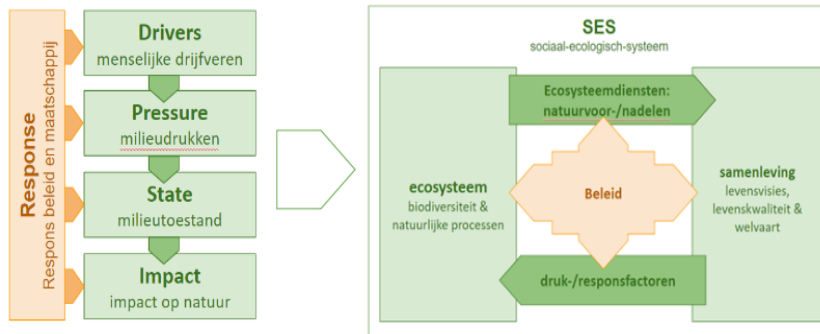 Response
Respons beleid en maatschappij
Drivers
menselijke drijfveren
Pressure
milieudrukken
State
milieutoestand
Impact
impact op natuur
SES
sociaal-ecologisch-systeem
Ecosysteemdiensten:
natuurvoor-/nadelen
ecosysteem
biodiversiteit &
natuurlijke processen
Beleid
samenleving
levensvisies,
levenskwaliteit &
welvaart
druk-/responsfactoren